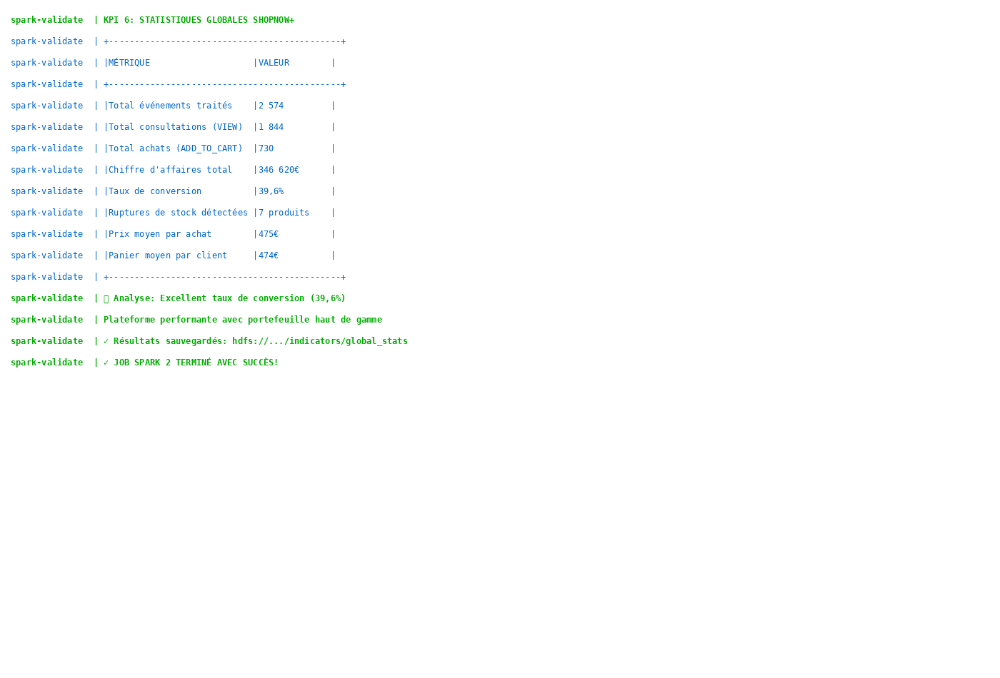 spark-validate  | KPI 6: STATISTIQUES GLOBALES SHOPNOW+
spark-validate  | +---------------------------------------------+
spark-validate  | |MÉTRIQUE                    |VALEUR        |
spark-validate  | +---------------------------------------------+
spark-validate  | |Total événements traités    |2 574         |
spark-validate  | |Total consultations (VIEW)  |1 844         |
spark-validate  | |Total achats (ADD_TO_CART)  |730           |
spark-validate  | |Chiffre d'affaires total    |346 620€      |
spark-validate  | |Taux de conversion          |39,6%         |
spark-validate  | |Ruptures de stock détectées |7 produits    |
spark-validate  | |Prix moyen par achat        |475€          |
spark-validate  | |Panier moyen par client     |474€          |
spark-validate  | +---------------------------------------------+
spark-validate  | Analyse: Excellent taux de conversion (39,6%)
spark-validate  | Plateforme performante avec portefeuille haut de gamme
spark-validate  | ✓ Résultats sauvegardés: hdfs://.../indicators/global_stats
spark-validate  | ✓ JOB SPARK 2 TERMINÉ AVEC SUCCÈS!